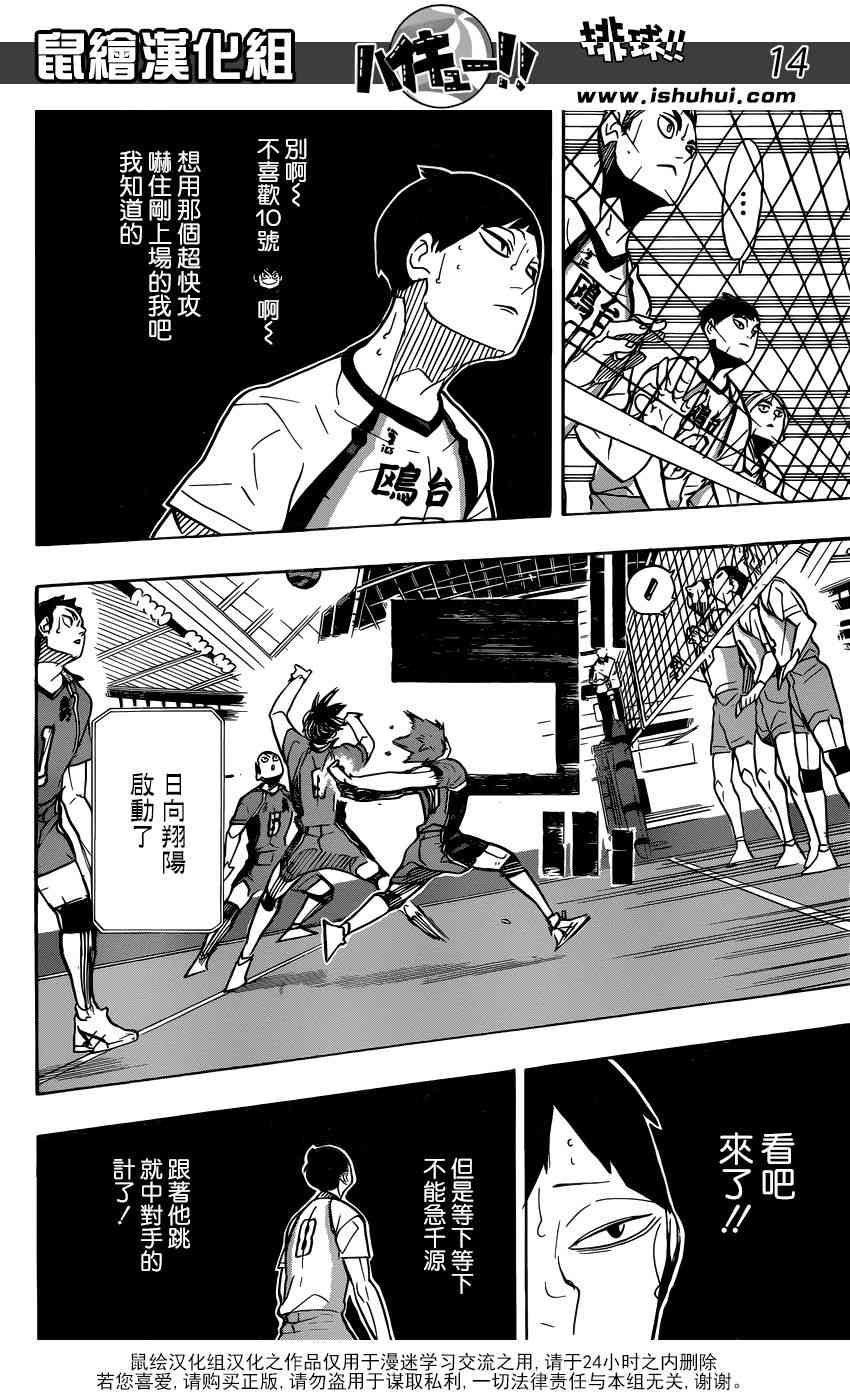 鼠繪漢化組
ハイキュー!!
排球!!
14
www.ishuhui.com
…
鷗台
別啊~
不喜歡10號啊~
想用那個超快攻
嚇住剛上場的我吧
我知道的
鷗台
日向翔陽
啟動了
看吧
來了!!
但是等下等下
不能急千源
8
跟著他跳
就中對手的
計了!
鼠绘汉化组汉化之作品仅用于漫迷学习交流之用, 请于24小时之内删除
若您喜爱, 请购买正版, 请勿盗用于谋取私利, 一切法律责任与本组无关, 谢谢.